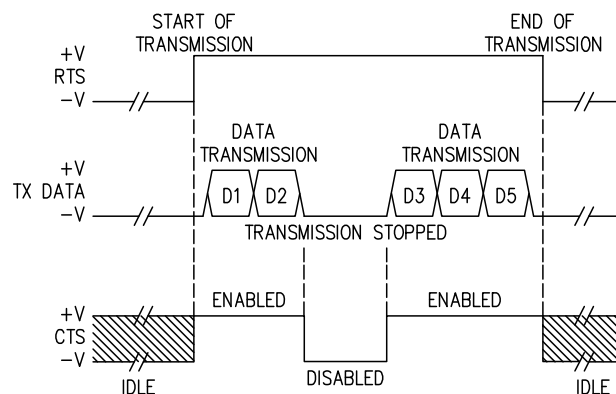 START OF
TRANSMISSION
END OF
TRANSMISSION
+V
RTS
−V
DATA
TRANSMISSION
DATA
TRANSMISSION
+V
TX DATA
−V
D1
D2
D3
D4
D5
TRANSMISSION STOPPED
+V
CTS
−V
ENABLED
ENABLED
DISABLED
IDLE
IDLE